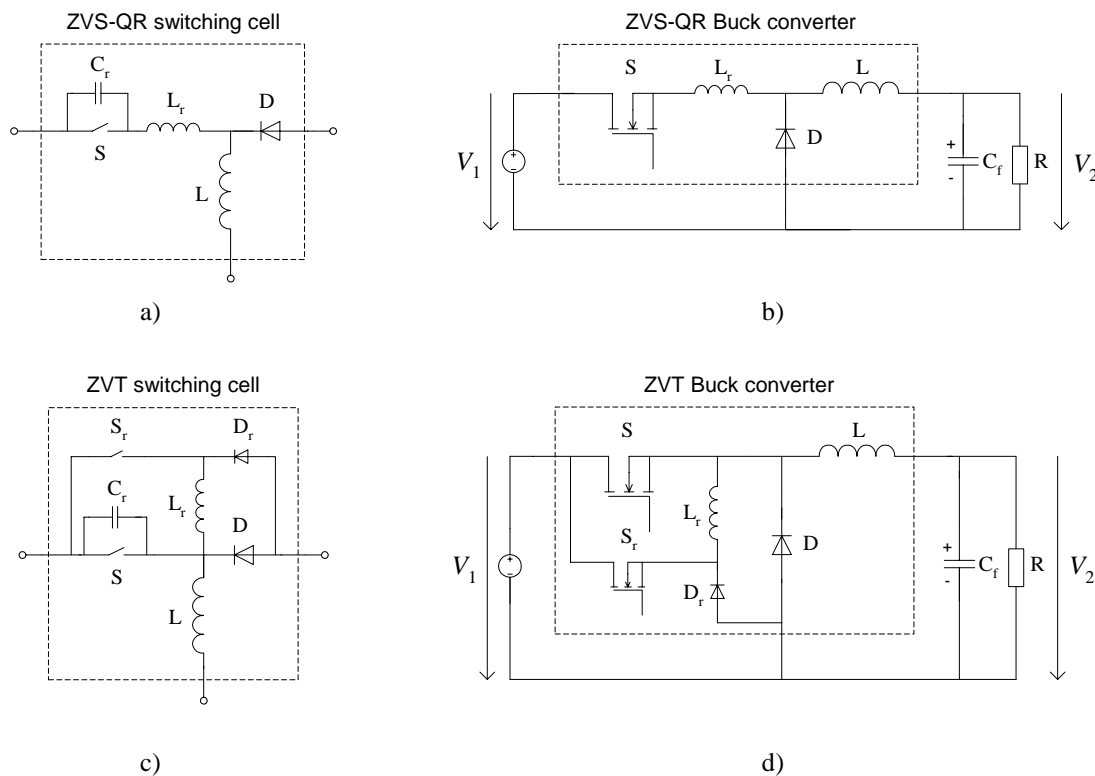 ZVS-QR switching cell
C_r
L_r
D
S
L
a)
ZVS-QR Buck converter
S
L_r
L
D
V_1
+
-
+
-
C_f
R
V_2
b)
ZVT switching cell
S_r
D_r
C_r
L_r
D
S
L
c)
ZVT Buck converter
S
L
L_r
S_r
D
D_r
V_1
+
-
+
-
C_f
R
V_2
d)